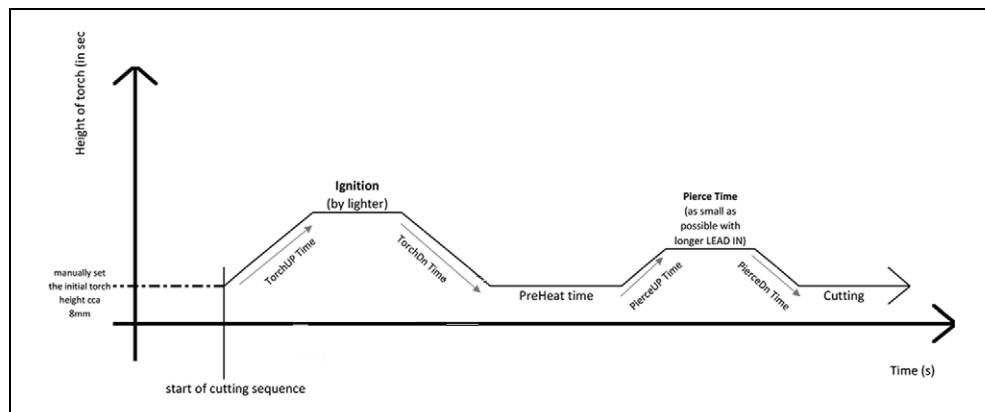 Height of torch (in sec
Ignition
(by lighter)
Pierce Time
(as small as
possible with
longer LEAD IN)
TorchUP Time
TorchDn Time
PierceUP Time
PierceDn Time
manually set
the initial torch
height cca
8mm
PreHeat time
Cutting
Time (s)
start of cutting sequence